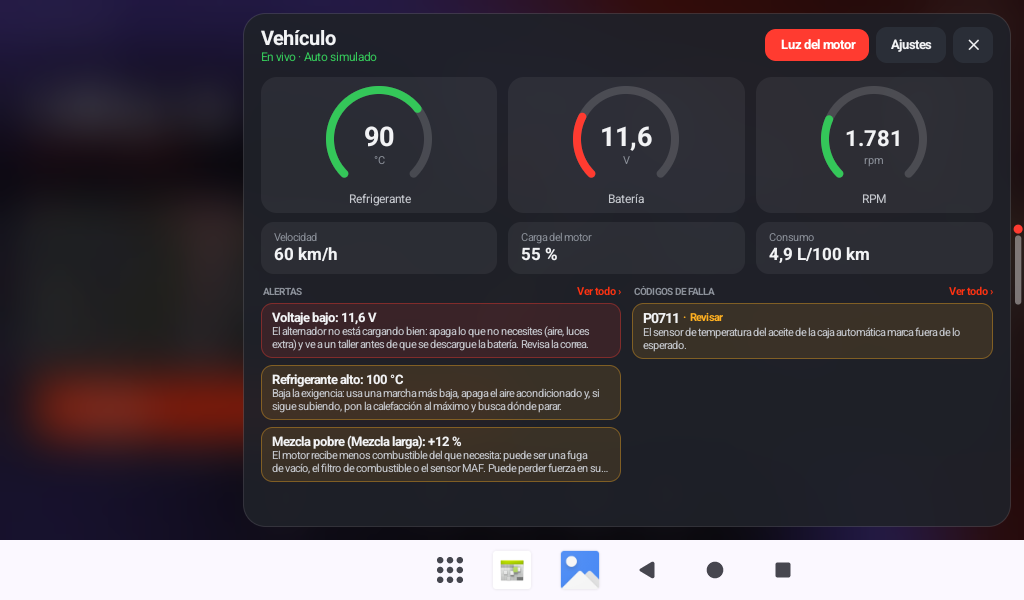 Vehículo
En vivo · Auto simulado
Luz del motor
Ajustes
90
°C
Refrigerante
11,6
V
Batería
1.781
rpm
RPM
Velocidad
60 km/h
Carga del motor
55 %
Consumo
4,9 L/100 km
ALERTAS
Ver todo ›
CÓDIGOS DE FALLA
Ver todo ›
Voltaje bajo: 11,6 V
El alternador no está cargando bien: apaga lo que no necesites (aire, luces
extra) y ve a un taller antes de que se descargue la batería. Revisa la correa.
P0711 · Revisar
El sensor de temperatura del aceite de la caja automática marca fuera de lo
esperado.
Refrigerante alto: 100 °C
Baja la exigencia: usa una marcha más baja, apaga el aire acondicionado y, si
sigue subiendo, pon la calefacción al máximo y busca dónde parar.
Mezcla pobre (Mezcla larga): +12 %
El motor recibe menos combustible del que necesita: puede ser una fuga
de vacío, el filtro de combustible o el sensor MAF. Puede perder fuerza en su...